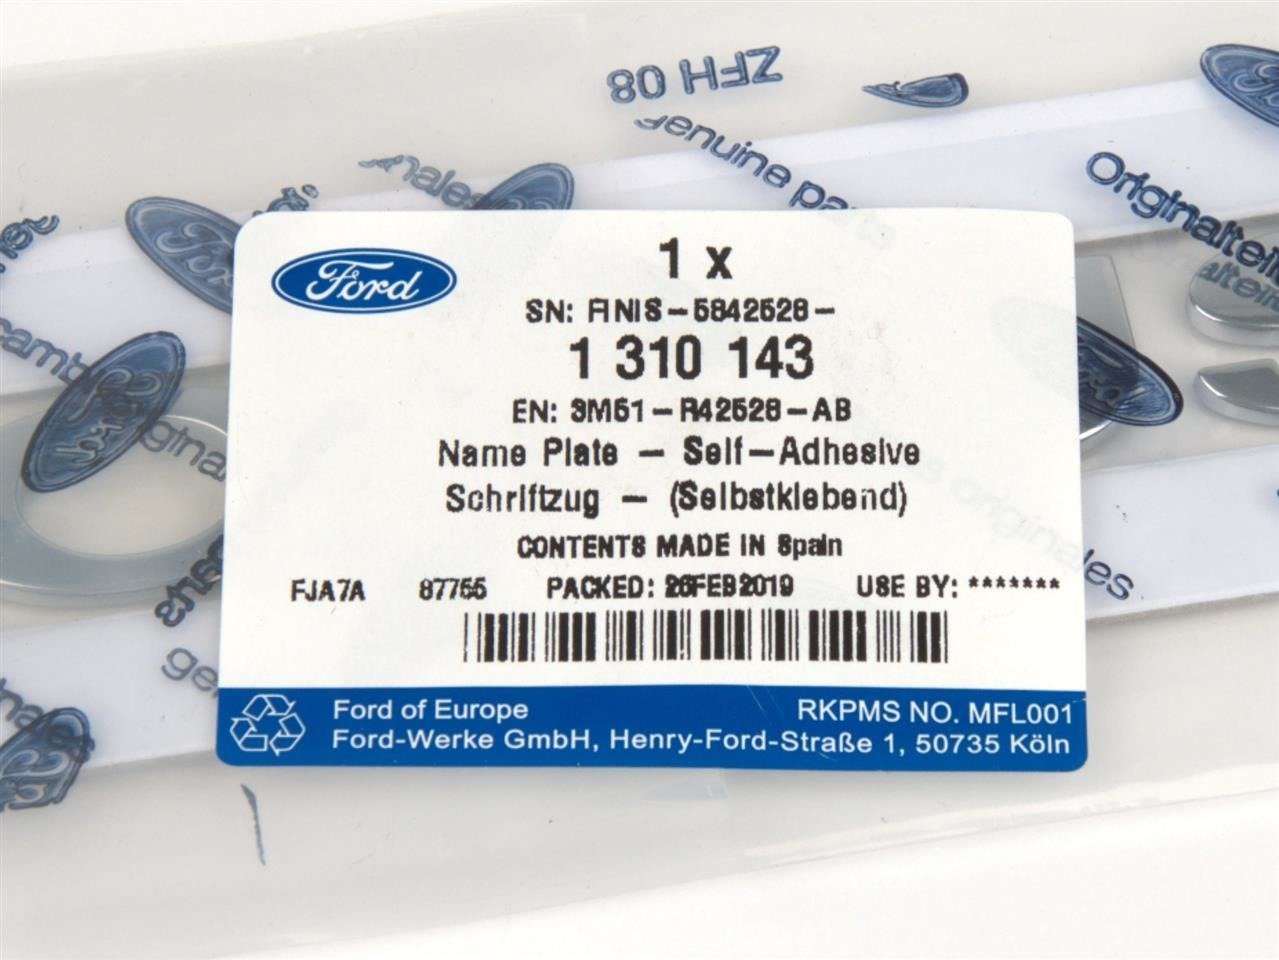 ZFH 08
genuine parts
Originalteile
Ford
1 x
SN: FINIS-5842528-
1 310 143
EN: 3M51-R42528-AB
Name Plate - Self-Adhesive
Schriftzug - (Selbstklebend)
CONTENTS MADE IN Spain
FJA7A 87755 PACKED: 26FEB2019 USE BY: *******
Ford of Europe RKPMS NO. MFL001
Ford-Werke GmbH, Henry-Ford-Straße 1, 50735 Köln